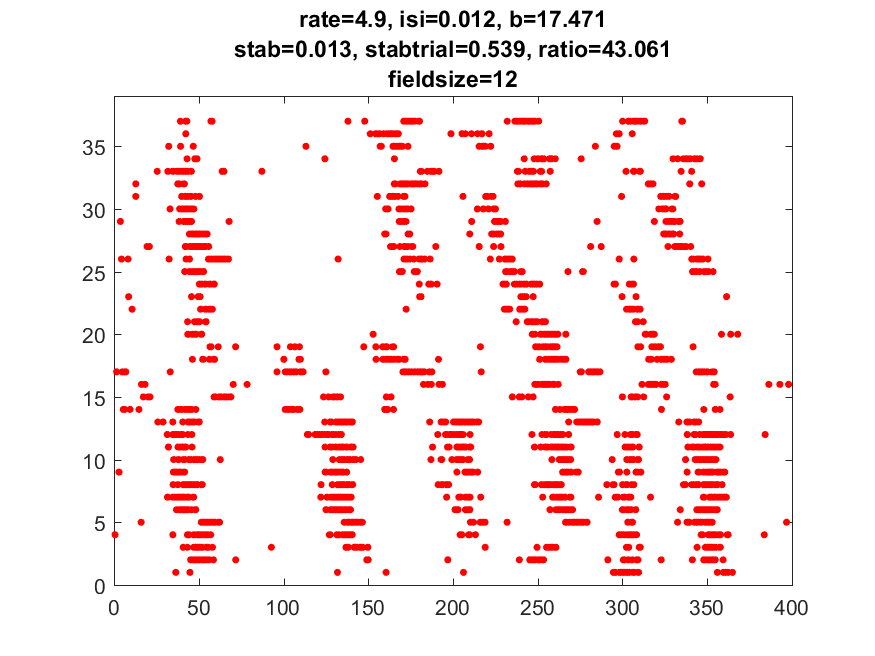 rate=4.9, isi=0.012, b=17.471
stab=0.013, stabtrial=0.539, ratio=43.061
fieldsize=12
35
30
25
20
15
10
5
0
0 50 100 150 200 250 300 350 400